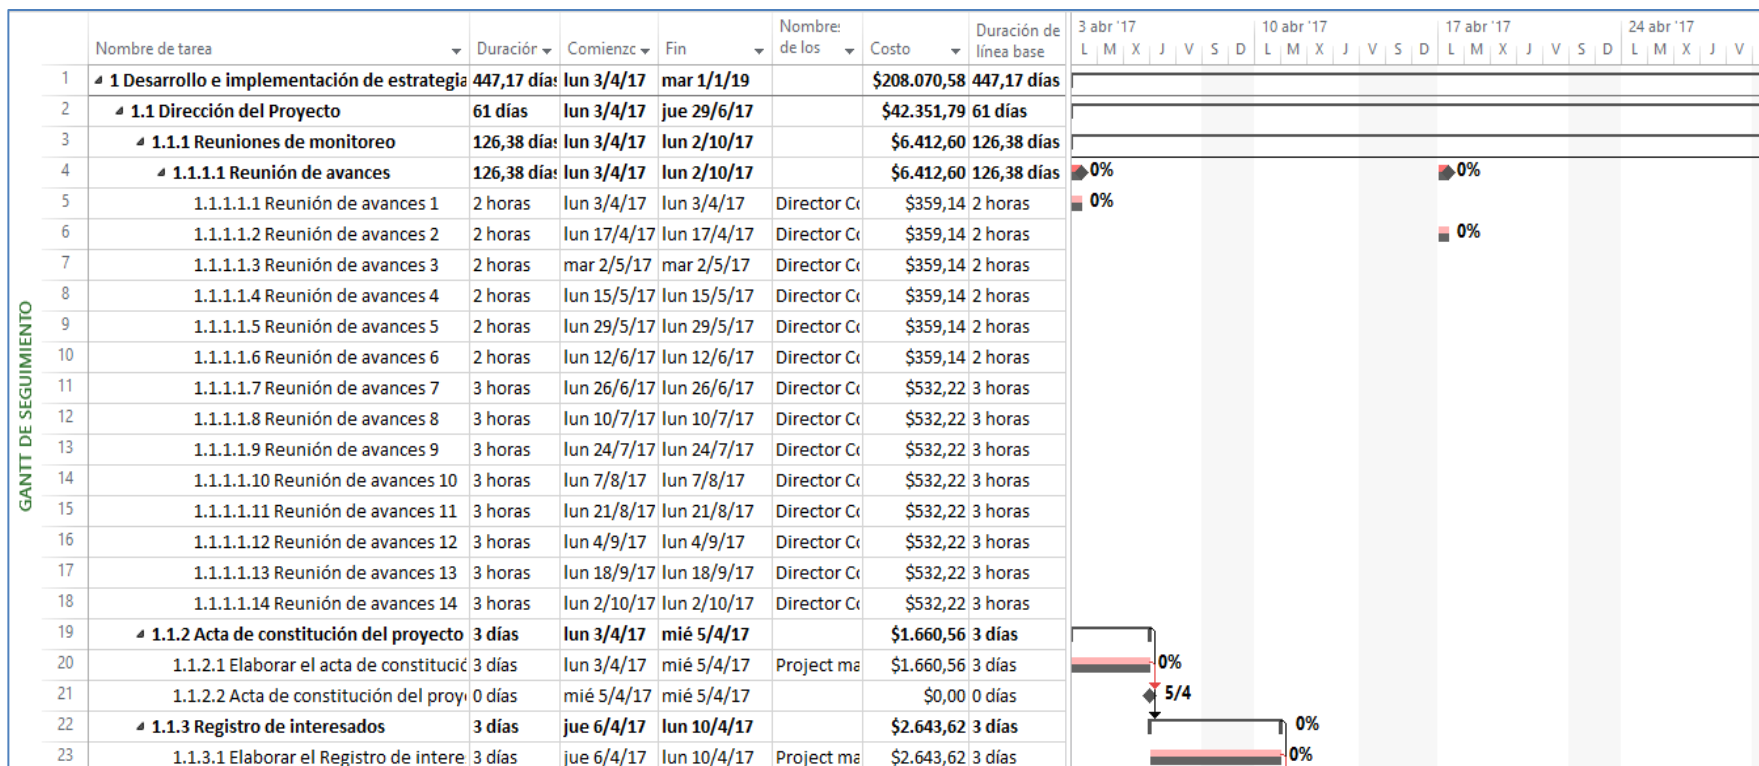 GANTT DE SEGUIMIENTO
Nombre de tarea Duración Comienzo Fin Nombres de los Costo Duración de línea base 3 abr '17 10 abr '17 17 abr '17 24 abr '17
L M X J V S D L M X J V S D L M X J V S D L M X J V
1 1 Desarrollo e implementación de estrategia 447,17 días lun 3/4/17 mar 1/1/19 $208.070,58 447,17 días
2 1.1 Dirección del Proyecto 61 días lun 3/4/17 jue 29/6/17 $42.351,79 61 días
3 1.1.1 Reuniones de monitoreo 126,38 días lun 3/4/17 lun 2/10/17 $6.412,60 126,38 días
4 1.1.1.1 Reunión de avances 126,38 días lun 3/4/17 lun 2/10/17 $6.412,60 126,38 días 0% 0%
5 1.1.1.1.1 Reunión de avances 1 2 horas lun 3/4/17 lun 3/4/17 Director Co $359,14 2 horas 0%
6 1.1.1.1.2 Reunión de avances 2 2 horas lun 17/4/17 lun 17/4/17 Director Co $359,14 2 horas 0%
7 1.1.1.1.3 Reunión de avances 3 2 horas mar 2/5/17 mar 2/5/17 Director Co $359,14 2 horas
8 1.1.1.1.4 Reunión de avances 4 2 horas lun 15/5/17 lun 15/5/17 Director Co $359,14 2 horas
9 1.1.1.1.5 Reunión de avances 5 2 horas lun 29/5/17 lun 29/5/17 Director Co $359,14 2 horas
10 1.1.1.1.6 Reunión de avances 6 2 horas lun 12/6/17 lun 12/6/17 Director Co $359,14 2 horas
11 1.1.1.1.7 Reunión de avances 7 3 horas lun 26/6/17 lun 26/6/17 Director Co $532,22 3 horas
12 1.1.1.1.8 Reunión de avances 8 3 horas lun 10/7/17 lun 10/7/17 Director Co $532,22 3 horas
13 1.1.1.1.9 Reunión de avances 9 3 horas lun 24/7/17 lun 24/7/17 Director Co $532,22 3 horas
14 1.1.1.1.10 Reunión de avances 10 3 horas lun 7/8/17 lun 7/8/17 Director Co $532,22 3 horas
15 1.1.1.1.11 Reunión de avances 11 3 horas lun 21/8/17 lun 21/8/17 Director Co $532,22 3 horas
16 1.1.1.1.12 Reunión de avances 12 3 horas lun 4/9/17 lun 4/9/17 Director Co $532,22 3 horas
17 1.1.1.1.13 Reunión de avances 13 3 horas lun 18/9/17 lun 18/9/17 Director Co $532,22 3 horas
18 1.1.1.1.14 Reunión de avances 14 3 horas lun 2/10/17 lun 2/10/17 Director Co $532,22 3 horas
19 1.1.2 Acta de constitución del proyecto 3 días lun 3/4/17 mié 5/4/17 $1.660,56 3 días
20 1.1.2.1 Elaborar el acta de constitució 3 días lun 3/4/17 mié 5/4/17 Project ma $1.660,56 3 días 0%
21 1.1.2.2 Acta de constitución del proye 0 días mié 5/4/17 mié 5/4/17 $0,00 0 días 5/4
22 1.1.3 Registro de interesados 3 días jue 6/4/17 lun 10/4/17 $2.643,62 3 días 0%
23 1.1.3.1 Elaborar el Registro de intere 3 días jue 6/4/17 lun 10/4/17 Project ma $2.643,62 3 días 0%